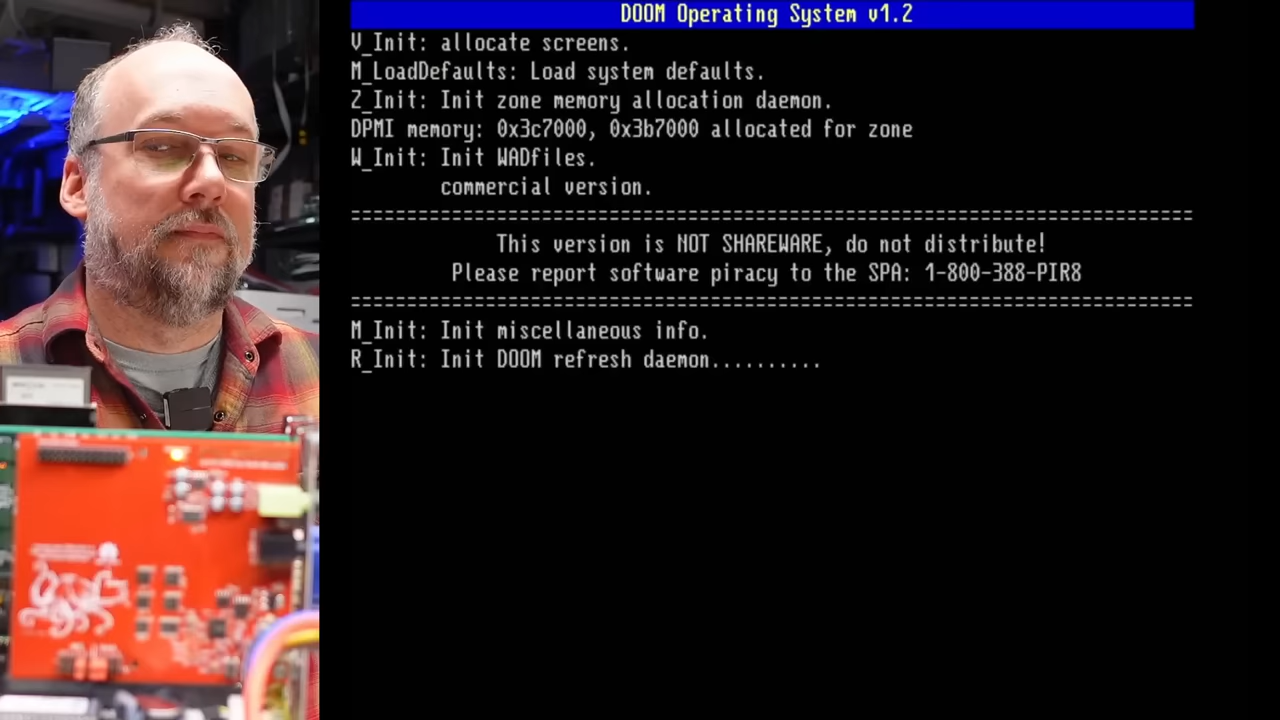 DOOM Operating System v1.2
V_Init: allocate screens.
M_LoadDefaults: Load system defaults.
Z_Init: Init zone memory allocation daemon.
DPMI memory: 0x3c7000, 0x3b7000 allocated for zone
W_Init: Init WADfiles.
commercial version.
===========================================================================
This version is NOT SHAREWARE, do not distribute!
Please report software piracy to the SPA: 1-800-388-PIR8
===========================================================================
M_Init: Init miscellaneous info.
R_Init: Init DOOM refresh daemon..........